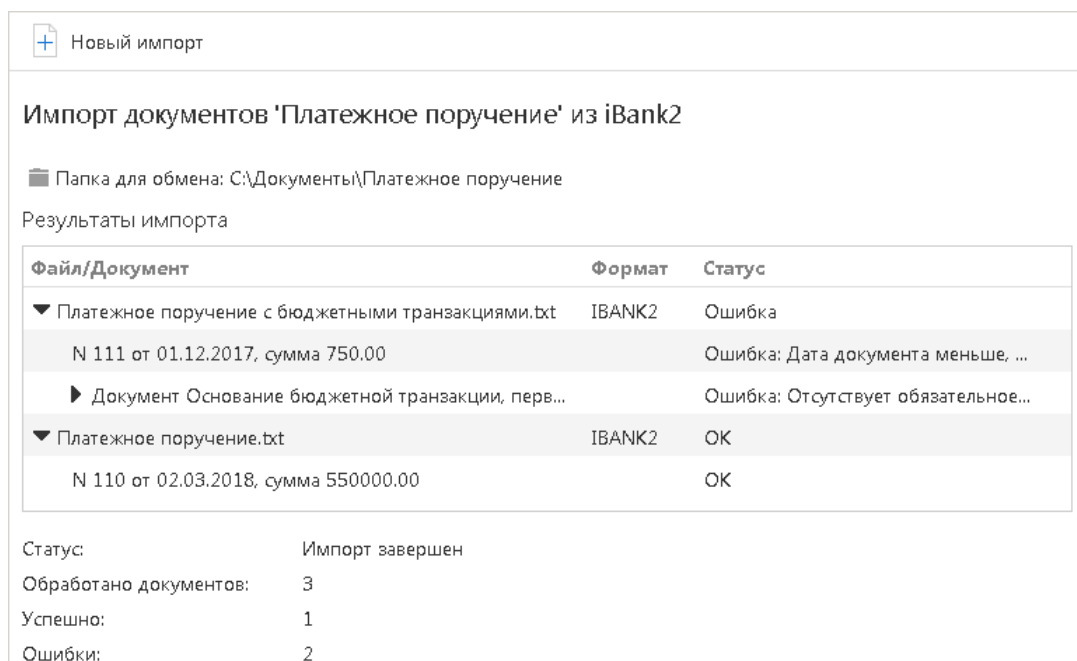 Новый импорт
Импорт документов 'Платежное поручение' из iBank2
Папка для обмена: C:\Документы\Платежное поручение
Результаты импорта
Файл/Документ Формат Статус
Платежное поручение с бюджетными транзакциями.txt IBANK2 Ошибка
N 111 от 01.12.2017, сумма 750.00 Ошибка: Дата документа меньше, ...
Документ Основание бюджетной транзакции, перв... Ошибка: Отсутствует обязательное...
Платежное поручение.txt IBANK2 OK
N 110 от 02.03.2018, сумма 550000.00 OK
Статус: Импорт завершен
Обработано документов: 3
Успешно: 1
Ошибки: 2